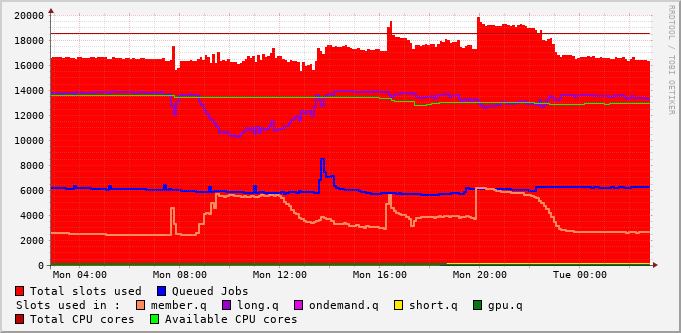 20000
18000
16000
14000
12000
10000
8000
6000
4000
2000
0
Mon 04:00 Mon 08:00 Mon 12:00 Mon 16:00 Mon 20:00 Tue 00:00
RRDTOOL / TOBI OETIKER
Total slots used Queued Jobs
Slots used in : member.q long.q ondemand.q short.q gpu.q
Total CPU cores Available CPU cores